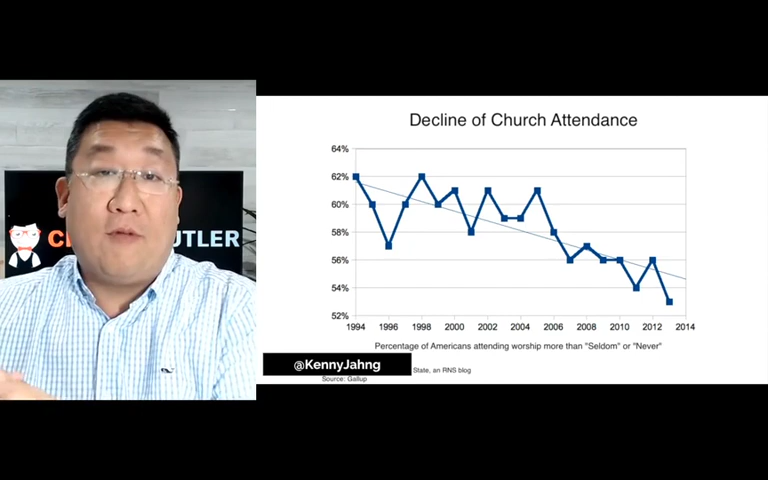 Decline of Church Attendance
64%
62%
60%
58%
56%
54%
52%
1994 1996 1998 2000 2002 2004 2006 2008 2010 2012 2014
Percentage of Americans attending worship more than "Seldom" or "Never"
@KennyJahng
State, an RNS blog
Source: Gallup